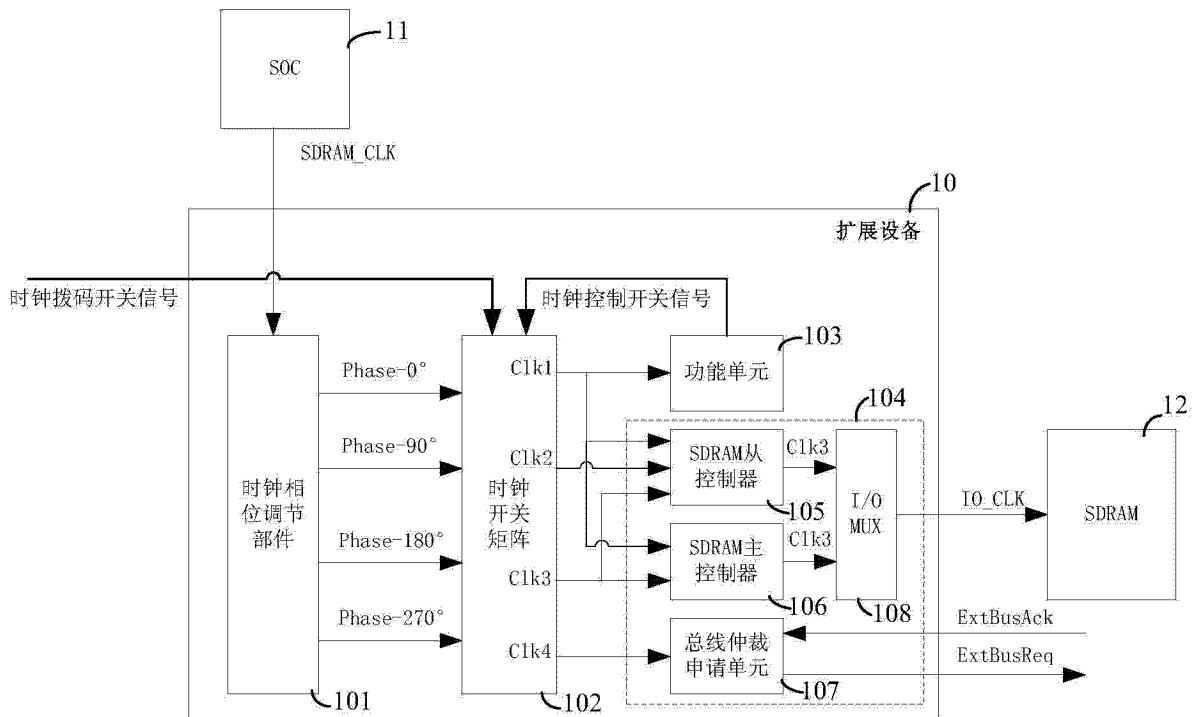 11
SOC
SDRAM_CLK
10
扩展设备
时钟拨码开关信号
时钟控制开关信号
103
功能单元
Phase-0°
Phase-90°
Phase-180°
Phase-270°
时钟相
位调节
部件
101
Clk1
Clk2
Clk3
Clk4
时钟
开关
矩阵
102
104
SDRAM从
控制器
105
Clk3
SDRAM主
控制器
106
Clk3
I/O
MUX
108
总线仲裁
申请单元
107
IO_CLK
12
SDRAM
ExtBusAck
ExtBusReq